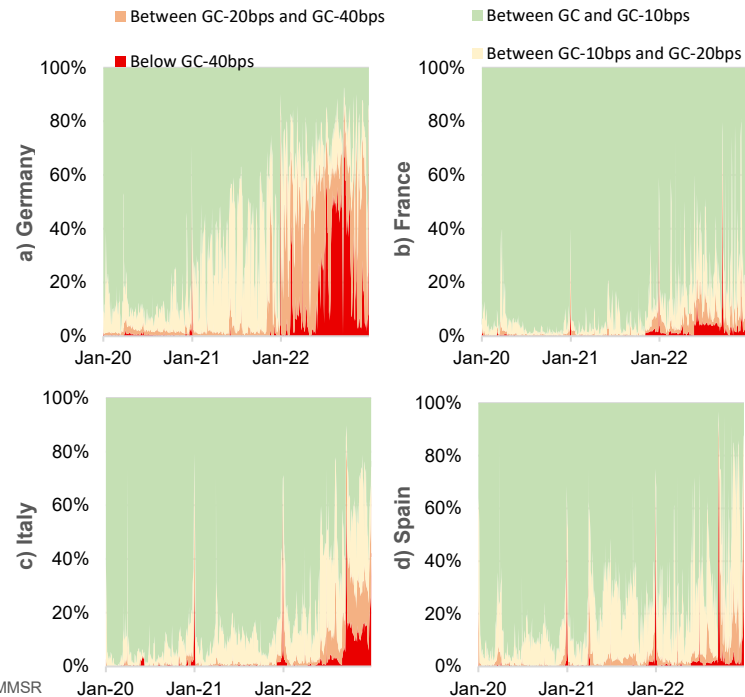 Between GC-20bps and GC-40bps
Between GC and GC-10bps
Below GC-40bps
Between GC-10bps and GC-20bps
a) Germany
100%
80%
60%
40%
20%
0%
Jan-20
Jan-21
Jan-22
b) France
100%
80%
60%
40%
20%
0%
Jan-20
Jan-21
Jan-22
c) Italy
100%
80%
60%
40%
20%
0%
Jan-20
Jan-21
Jan-22
d) Spain
100%
80%
60%
40%
20%
0%
Jan-20
Jan-21
Jan-22
MMSR